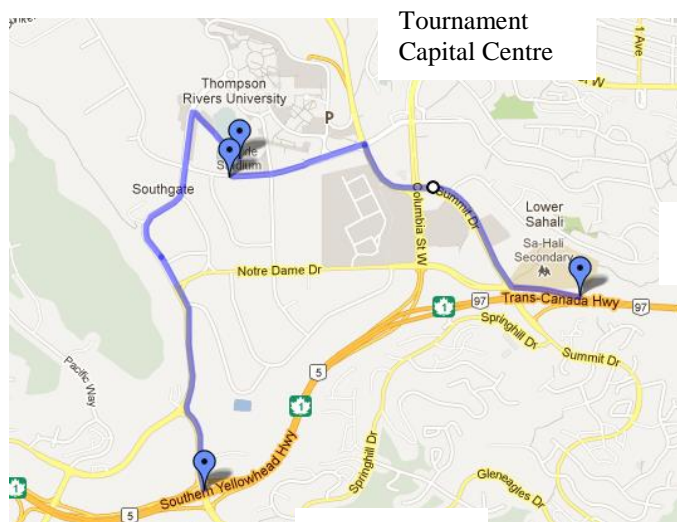 Tournament
Capital Centre
1 Ave
W
Thompson
Rivers University
P
Stadium
Southgate
Columbia St W
Summit Dr
Lower
Sahali
Sa-Hali
Secondary
Notre Dame Dr
1
97
Trans-Canada Hwy
97
Springhill Dr
Summit Dr
5
1
Pacific Way
Springhill Dr
Southern Yellowhead Hwy
Gleneagles Dr
1
5